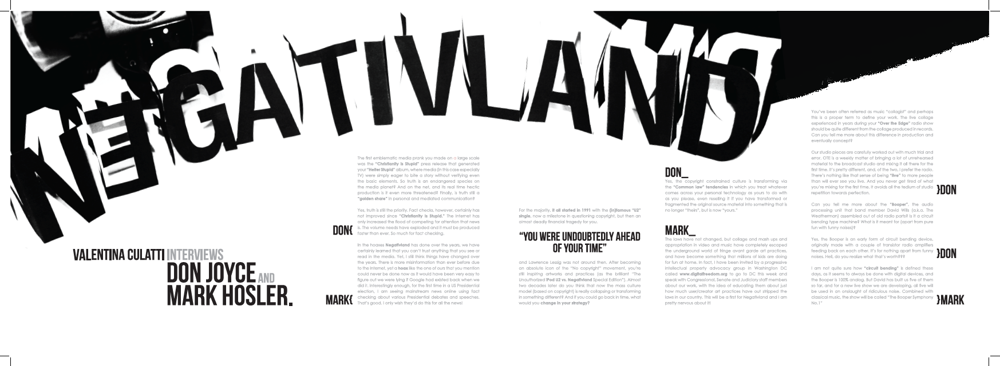 NEGATIVLAND
VALENTINA CULATTI INTERVIEWS
DON JOYCE AND
MARK HOSLER.
The first emblematic media prank you made on a large scale
was the "Christianity is Stupid" press release that generated
your "Helter Stupid" album, where media (in this case especially
TV) were simply eager to bite a story without verifying even
the basic elements. So truth is an endangered species on
the media planet? And on the net, and its real time hectic
production is it even more threatened? Finally, is truth still a
"golden share" in personal and mediated communication?
DON{
Yes, truth is still the priority. Fact checks, however, certainly has
not improved since "Christianity is Stupid." The Internet has
only increased the flood of competing for attention that news
is. The volume needs have exploded and it must be produced
faster than ever. So much for fact checking.
MARK{
In the hoaxes Negativland has done over the years, we have
certainly learned that you can't trust anything that you see or
read in the media. Yet, I still think things have changed over
the years. There is more misinformation than ever before due
to the Internet, yet a hoax like the one of ours that you mention
could never be done now as it would have been very easy to
figure out we were lying if Google had existed back when we
did it. Interestingly enough, for the first time in a US Presidential
election, I am seeing mainstream news online using fact
checking about various Presidential debates and speeches.
That's good. I only wish they'd do this for all the news!
For the majority, it all started in 1991 with the (in)famous "U2"
single, now a milestone in questioning copyright, but then an
almost deadly financial tragedy for you.
"YOU WERE UNDOUBTEDLY AHEAD
OF YOUR TIME"
and Lawrence Lessig was not around then. After becoming
an absolute icon of the "No copyright" movement, you're
still inspiring artworks and practices (as the brilliant "The
Unauthorized iPod U2 vs. Negativland Special Edition"). Almost
two decades later do you think that now the mass culture
model (based on copyright) is really collapsing or transforming
in something different? And if you could go back in time, what
would you change in your strategy?
DON_
Yes, the copyright constrained culture is transforming via
the "Common law" tendencies in which you treat whatever
comes across your personal technology as yours to do with
as you please, even reselling it if you have transformed or
fragmented the original source material into something that is
no longer "theirs", but is now "yours."
MARK_
The laws have not changed, but collage and mash ups and
appropriation in video and music have completely escaped
the underground world of fringe avant garde art practices,
and have become something that millions of kids are doing
for fun at home. In fact, I have been invited by a progressive
intellectual property advocacy group in Washington DC
called www.digitalfreedom.org to go to DC this week and
speak with Congressional, Senate and Judiciary staff members
about our work, with the idea of educating them about just
how much user/creator art practices have out stripped the
laws in our country. This will be a first for Negativland and I am
pretty nervous about it!
You've been often referred as music "collagist" and perhaps
this is a proper term to define your work. The live collage
experienced in years during your "Over the Edge" radio show
should be quite different from the collage produced in records.
Can you tell me more about this difference in production and
eventually concept?
Our studio pieces are carefully worked out with much trial and
error. OTE is a weekly matter of bringing a lot of unrehearsed
material to the broadcast studio and mixing it all there for the
first time. It's pretty different, and, of the two, I prefer the radio.
There's nothing like that sense of being "live" to more people
than will ever see you live. And you never get tired of what
you're mixing for the first time. It avoids all the tedium of studio
repetition towards perfection.
}DON
Can you tell me more about the "Booper", the audio
processing unit that band member David Wills (a.k.a. The
Weatherman) assembled out of old radio parts? Is it a circuit
bending type machine? What is it meant for (apart from pure
fun with funny noises)?
Yes, the Booper is an early form of circuit bending device,
originally made with a couple of transistor radio amplifiers
feeding back on each other. It's for nothing apart from funny
noises. Hell, do you realize what that's worth???
}DON
I am not quite sure how "circuit bending" is defined these
days, as it seems to always be done with digital devices, and
the Booper is 100% analog. But David has built us five of them
so far, and for a new live show we are developing, all five will
be used in an onslaught of ridiculous noise. Combined with
classical music, the show will be called "The Booper Symphony
No.1"
}MARK